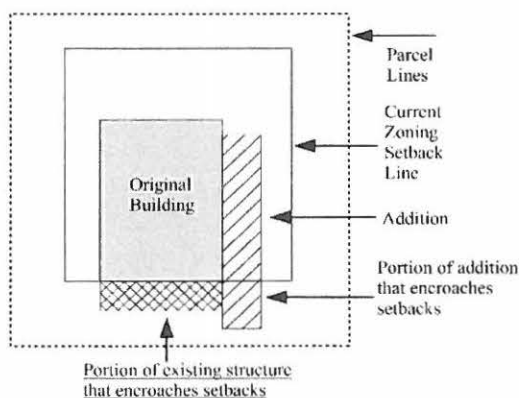 Parcel
Lines
Current
Zoning
Setback
Line
Original
Building
Addition
Portion of addition
that encroaches
setbacks
Portion of existing structure
that encroaches setbacks